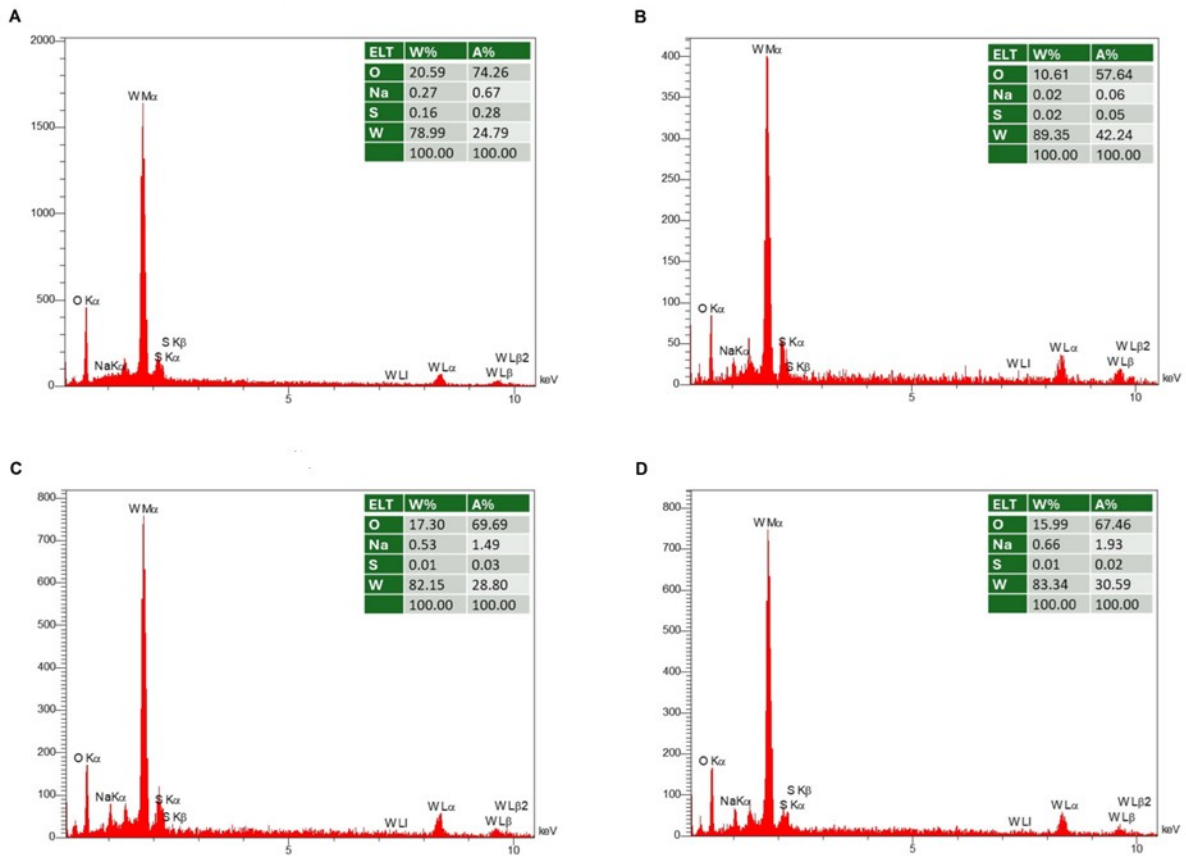 A
2000
1500
1000
500
0
W Mα
O Kα
Na Kα
S Kβ
S Kα
W Ll
W Lα
W Lβ2
W Lβ
5
10
keV
ELT W% A%
O 20.59 74.26
Na 0.27 0.67
S 0.16 0.28
W 78.99 24.79
100.00 100.00
B
400
350
300
250
200
150
100
50
0
W Mα
O Kα
Na Kα
S Kα
S Kβ
W Ll
W Lα
W Lβ2
W Lβ
5
10
keV
ELT W% A%
O 10.61 57.64
Na 0.02 0.06
S 0.02 0.05
W 89.35 42.24
100.00 100.00
C
800
700
600
500
400
300
200
100
0
W Mα
O Kα
Na Kα
S Kα
S Kβ
W Ll
W Lα
W Lβ2
W Lβ
5
10
keV
ELT W% A%
O 17.30 69.69
Na 0.53 1.49
S 0.01 0.03
W 82.15 28.80
100.00 100.00
D
800
700
600
500
400
300
200
100
0
W Mα
O Kα
Na Kα
S Kβ
S Kα
W Ll
W Lα
W Lβ2
W Lβ
5
10
keV
ELT W% A%
O 15.99 67.46
Na 0.66 1.93
S 0.01 0.02
W 83.34 30.59
100.00 100.00